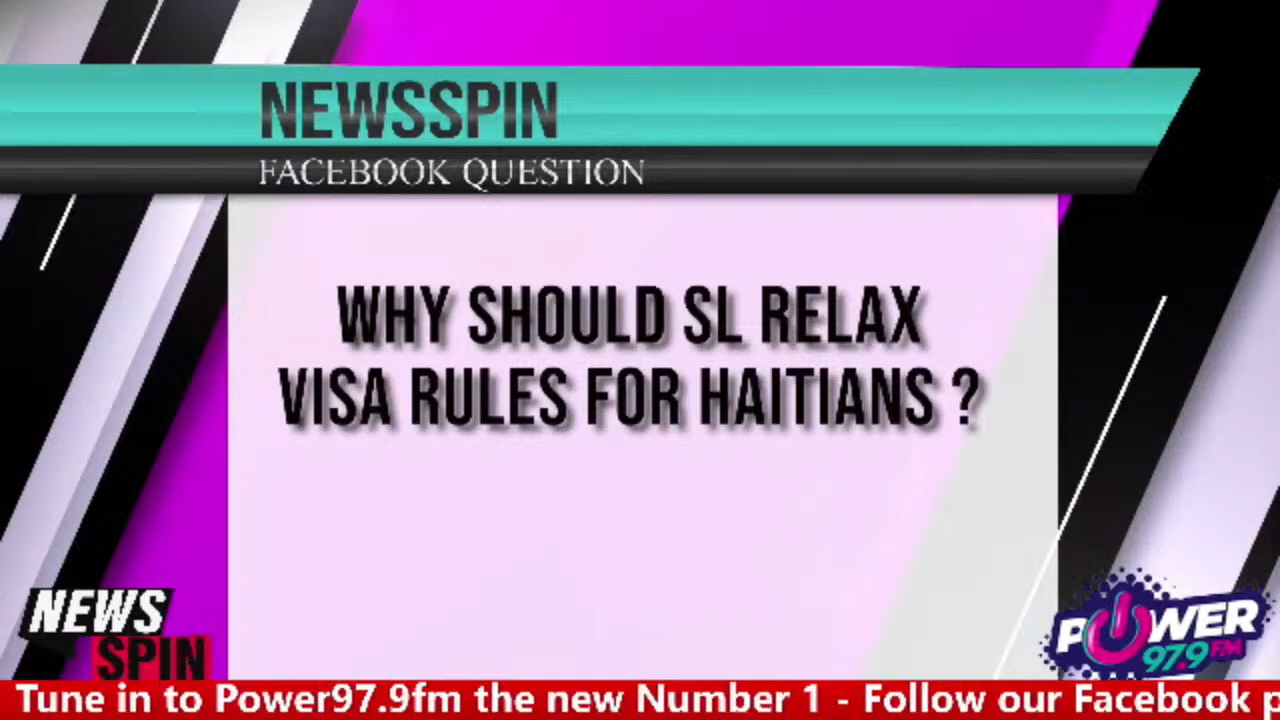 NEWSSPIN
FACEBOOK QUESTION
WHY SHOULD SL RELAX
VISA RULES FOR HAITIANS ?
NEWS
SPIN
POWER
97.9 FM
Tune in to Power97.9fm the new Number 1 - Follow our Facebook p